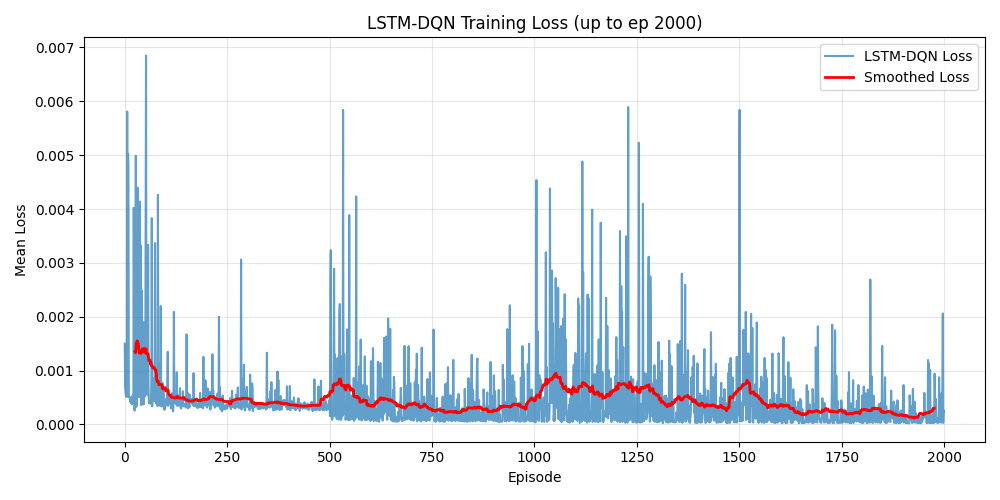 LSTM-DQN Training Loss (up to ep 2000)
LSTM-DQN Loss
Smoothed Loss
Mean Loss
0.007
0.006
0.005
0.004
0.003
0.002
0.001
0.000
0 250 500 750 1000 1250 1500 1750 2000
Episode